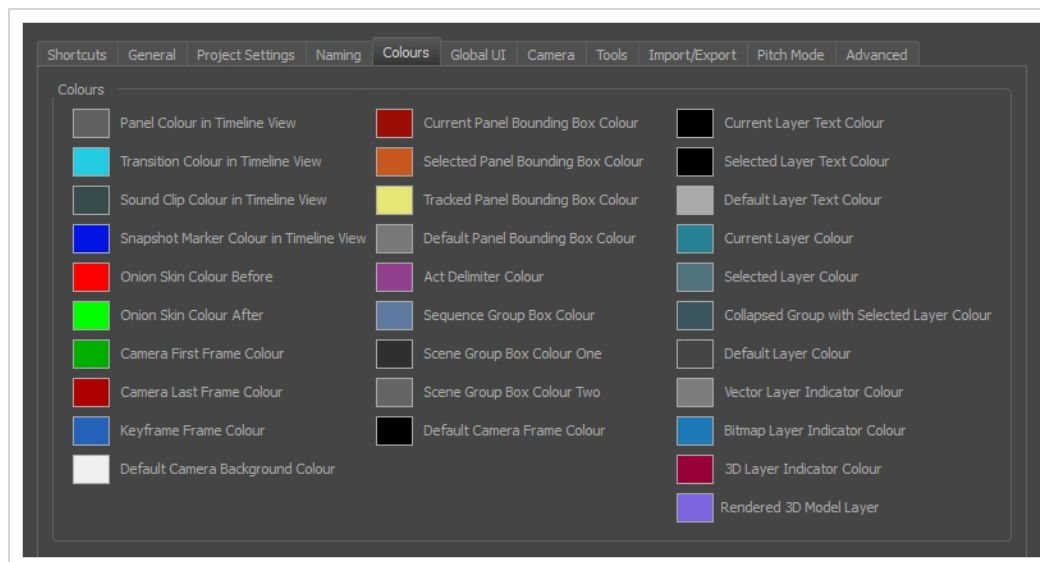 Shortcuts General Project Settings Naming Colours Global UI Camera Tools Import/Export Pitch Mode Advanced
Colours
Panel Colour in Timeline View
Transition Colour in Timeline View
Sound Clip Colour in Timeline View
Snapshot Marker Colour in Timeline View
Onion Skin Colour Before
Onion Skin Colour After
Camera First Frame Colour
Camera Last Frame Colour
Keyframe Frame Colour
Default Camera Background Colour
Current Panel Bounding Box Colour
Selected Panel Bounding Box Colour
Tracked Panel Bounding Box Colour
Default Panel Bounding Box Colour
Act Delimiter Colour
Sequence Group Box Colour
Scene Group Box Colour One
Scene Group Box Colour Two
Default Camera Frame Colour
Current Layer Text Colour
Selected Layer Text Colour
Default Layer Text Colour
Current Layer Colour
Selected Layer Colour
Collapsed Group with Selected Layer Colour
Default Layer Colour
Vector Layer Indicator Colour
Bitmap Layer Indicator Colour
3D Layer Indicator Colour
Rendered 3D Model Layer